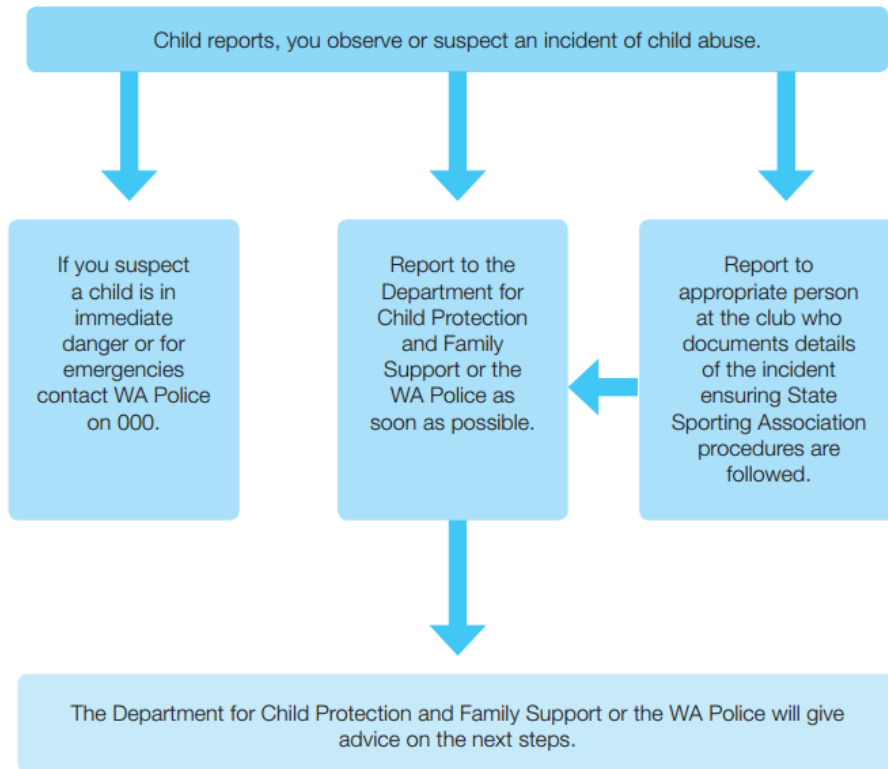 Child reports, you observe or suspect an incident of child abuse.
If you suspect
a child is in
immediate
danger or for
emergencies
contact WA Police
on 000.
Report to the
Department for
Child Protection
and Family
Support or the
WA Police as
soon as possible.
Report to
appropriate person
at the club who
documents details
of the incident
ensuring State
Sporting Association
procedures are
followed.
The Department for Child Protection and Family Support or the WA Police will give
advice on the next steps.